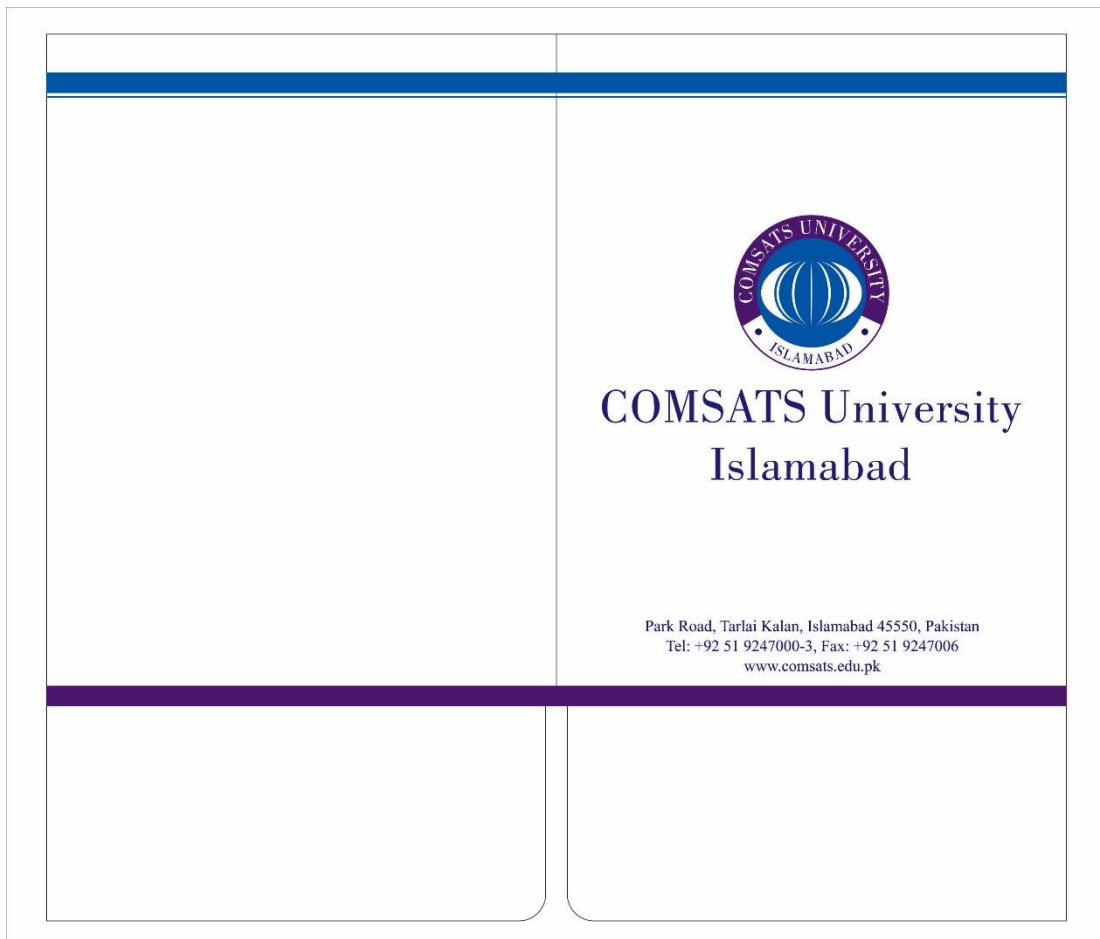 COMSATS UNIVERSITY
ISLAMABAD
COMSATS University
Islamabad
Park Road, Tarlai Kalan, Islamabad 45550, Pakistan
Tel: +92 51 9247000-3, Fax: +92 51 9247006
www.comsats.edu.pk